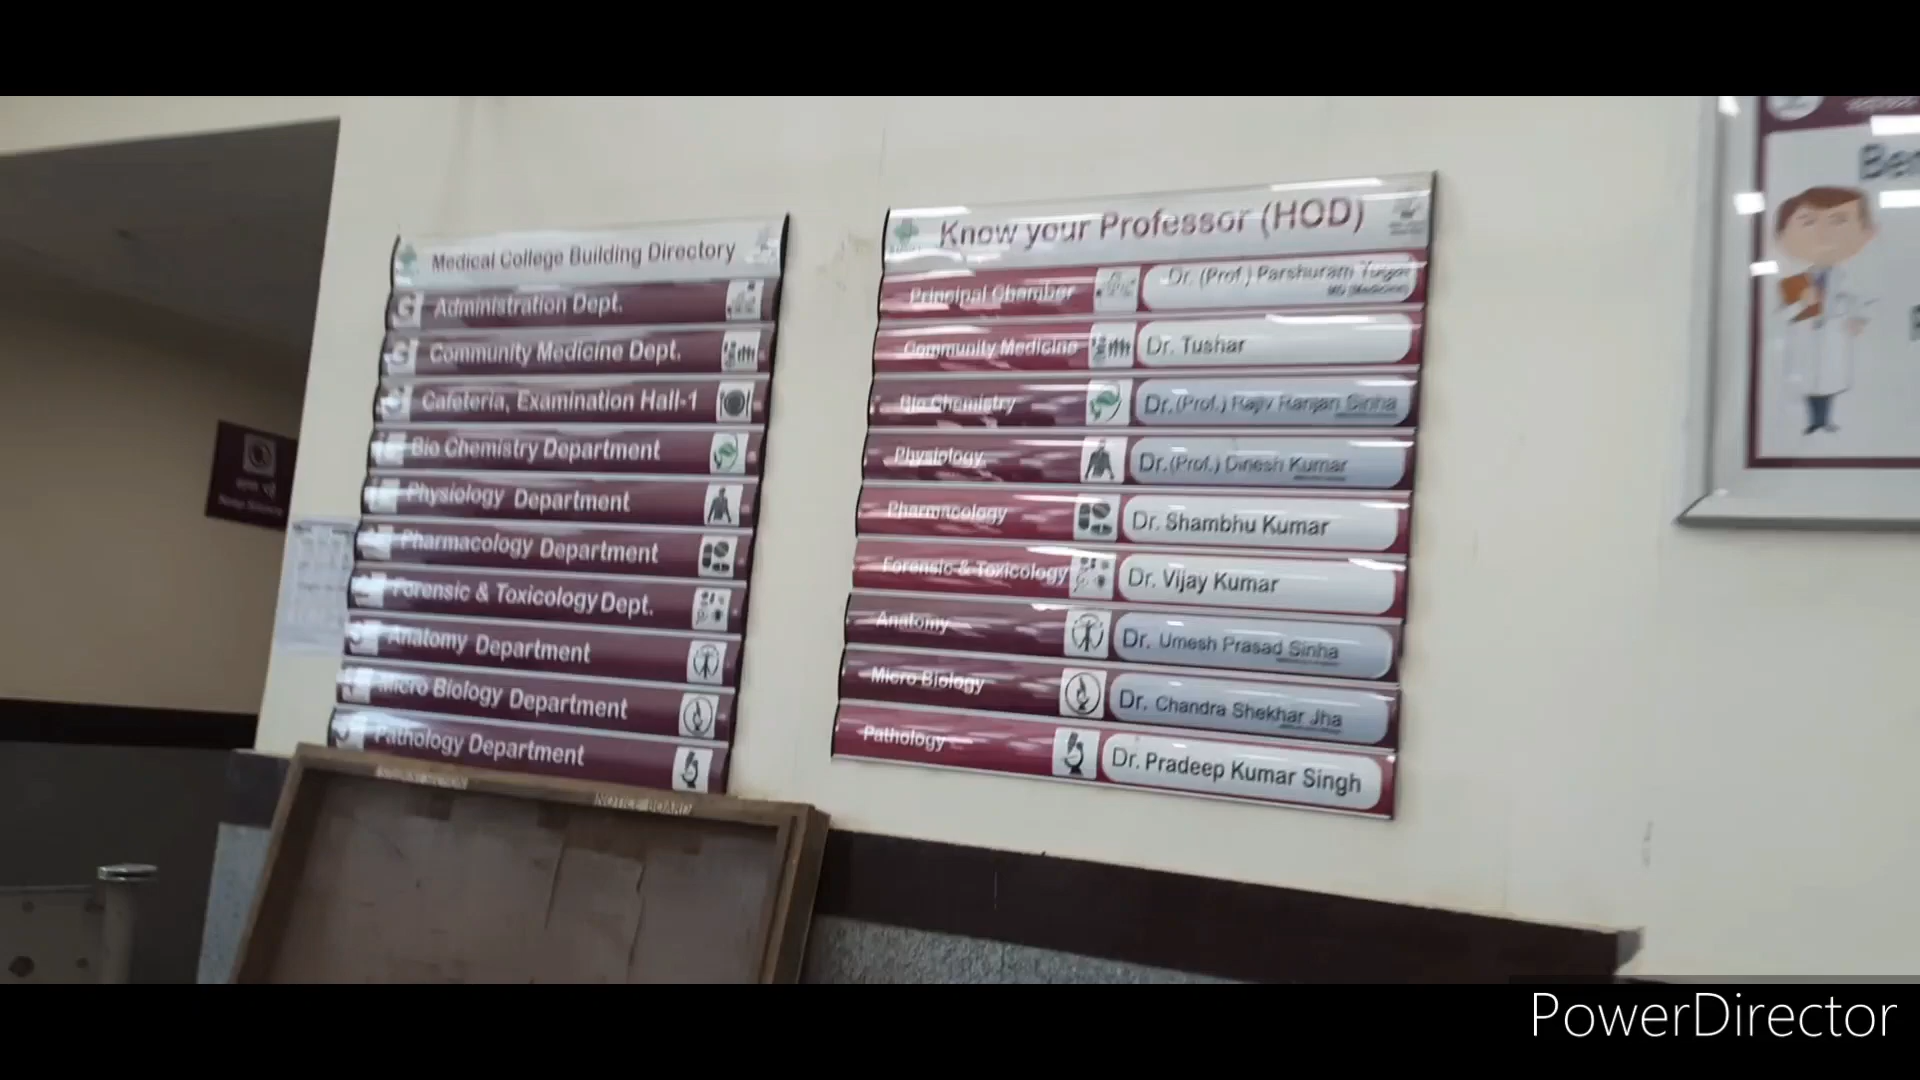 Medical College Building Directory
G Administration Dept.
G Community Medicine Dept.
Cafeteria, Examination Hall-1
Bio Chemistry Department
Physiology Department
Pharmacology Department
Forensic & Toxicology Dept.
Anatomy Department
Micro Biology Department
Pathology Department
NOTICE BOARD
Know your Professor (HOD)
Principal Chamber Dr. (Prof.) Parshuram
Community Medicine Dr. Tushar
Bio Chemistry Dr.(Prof.) Rajiv Ranjan Sinha
Physiology Dr.(Prof.) Dinesh Kumar
Pharmacology Dr. Shambhu Kumar
Forensic & Toxicology Dr. Vijay Kumar
Anatomy Dr. Umesh Prasad Sinha
Micro Biology Dr. Chandra Shekhar Jha
Pathology Dr. Pradeep Kumar Singh
PowerDirector